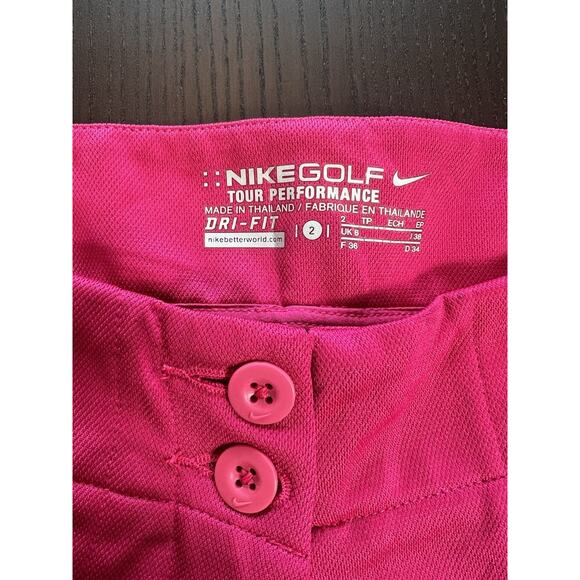 NIKEGOLF
TOUR PERFORMANCE
MADE IN THAILAND / FABRIQUE EN THAILANDE
DRI-FIT
nikebetterworld.com
2
2 TP ECH EP
UK 8 I 38
F 36 D 34